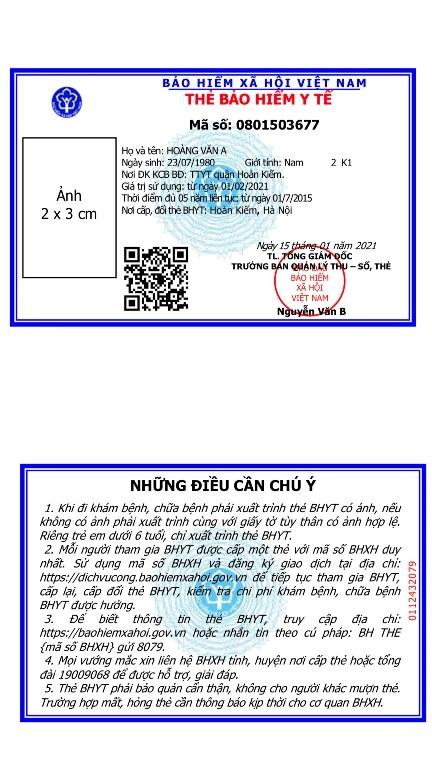 BẢO HIỂM XÃ HỘI VIỆT NAM
THẺ BẢO HIỂM Y TẾ
Mã số: 0801503677
Họ và tên: HOÀNG VĂN A
Ngày sinh: 23/07/1980 Giới tính: Nam 2 K1
Nơi ĐK KCB BĐ: TTYT quận Hoàn Kiếm.
Giá trị sử dụng: từ ngày 01/02/2021
Thời điểm đủ 05 năm liên tục: từ ngày 01/7/2015
Nơi cấp, đổi thẻ BHYT: Hoàn Kiếm, Hà Nội
Ảnh
2 x 3 cm
Ngày 15 tháng 01 năm 2021
TL. TỔNG GIÁM ĐỐC
TRƯỞNG BAN QUẢN LÝ THU – SỔ, THẺ
BẢO HIỂM
XÃ HỘI
VIỆT NAM
Nguyễn Văn B
NHỮNG ĐIỀU CẦN CHÚ Ý
1. Khi đi khám bệnh, chữa bệnh phải xuất trình thẻ BHYT có ảnh, nếu
không có ảnh phải xuất trình cùng với giấy tờ tùy thân có ảnh hợp lệ.
Riêng trẻ em dưới 6 tuổi, chỉ xuất trình thẻ BHYT.
2. Mỗi người tham gia BHYT được cấp một thẻ với mã số BHXH duy
nhất. Sử dụng mã số BHXH và đăng ký giao dịch tại địa chỉ:
https://dichvucong.baohiemxahoi.gov.vn để tiếp tục tham gia BHYT,
cấp lại, cấp đổi thẻ BHYT, kiểm tra chi phí khám bệnh, chữa bệnh
BHYT được hưởng.
3. Để biết thông tin thẻ BHYT, truy cập địa chỉ:
https://baohiemxahoi.gov.vn hoặc nhắn tin theo cú pháp: BH THE
{mã số BHXH} gửi 8079.
4. Mọi vướng mắc xin liên hệ BHXH tỉnh, huyện nơi cấp thẻ hoặc tổng
đài 19009068 để được hỗ trợ, giải đáp.
5. Thẻ BHYT phải bảo quản cẩn thận, không cho người khác mượn thẻ.
Trường hợp mất, hỏng thẻ cần thông báo kịp thời cho cơ quan BHXH.
0112432079